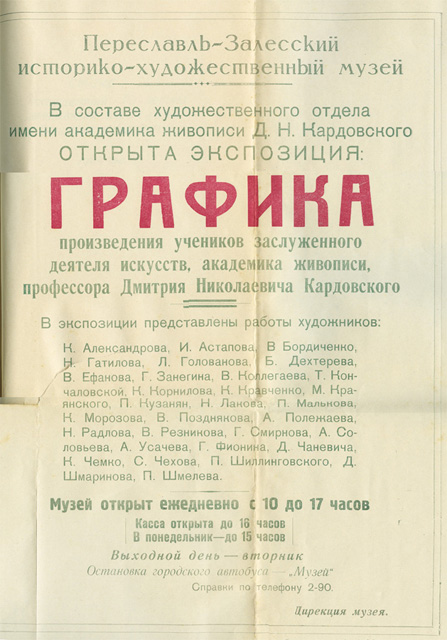 Переславль-Залесский
историко-художественный музей
В составе художественного отдела
имени академика живописи Д. Н. Кардовского
ОТКРЫТА ЭКСПОЗИЦИЯ:
ГРАФИКА
произведения учеников заслуженного
деятеля искусств, академика живописи,
профессора Дмитрия Николаевича Кардовского
В экспозиции представлены работы художников:
К. Александрова, И. Астапова, В Бордиченко,
Н. Гатилова, Л. Голованова, Б. Дехтерева,
В. Ефанова, Г. Занегина, В. Коллегаева, Т. Кон-
чаловской, К. Корнилова, К. Кравченко, М. Кра-
янского, П. Кузанян, Н. Лакова, П. Малькова,
К. Морозова, В. Позднякова, А. Полежаева,
Н. Радлова, В. Резникова, Г. Смирнова, А. Со-
ловьева, А. Усачева, Г. Фионина, Д. Чаневича,
К. Чемко, С. Чехова, П. Шиллинговского, Д.
Шмаринова, П. Шмелева.
Музей открыт ежедневно с 10 до 17 часов
Касса открыта до 16 часов
В понедельник—до 15 часов
Выходной день — вторник
Остановка городского автобуса — „Музей"
Справки по телефону 2-90.
Дирекция музея.